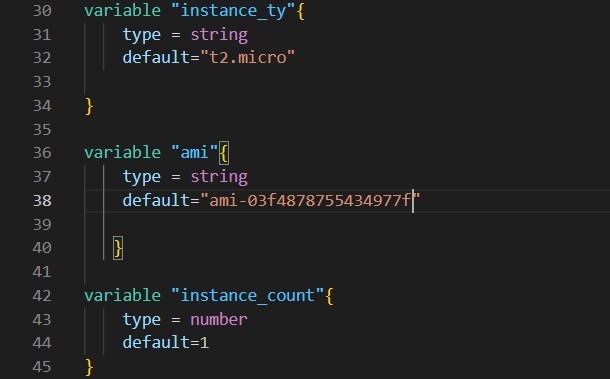 30 variable "instance_ty"{
31     type = string
32     default="t2.micro"
33
34 }
35
36 variable "ami"{
37     type = string
38     default="ami-03f4878755434977f"
39
40    }
41
42 variable "instance_count"{
43     type = number
44     default=1
45 }